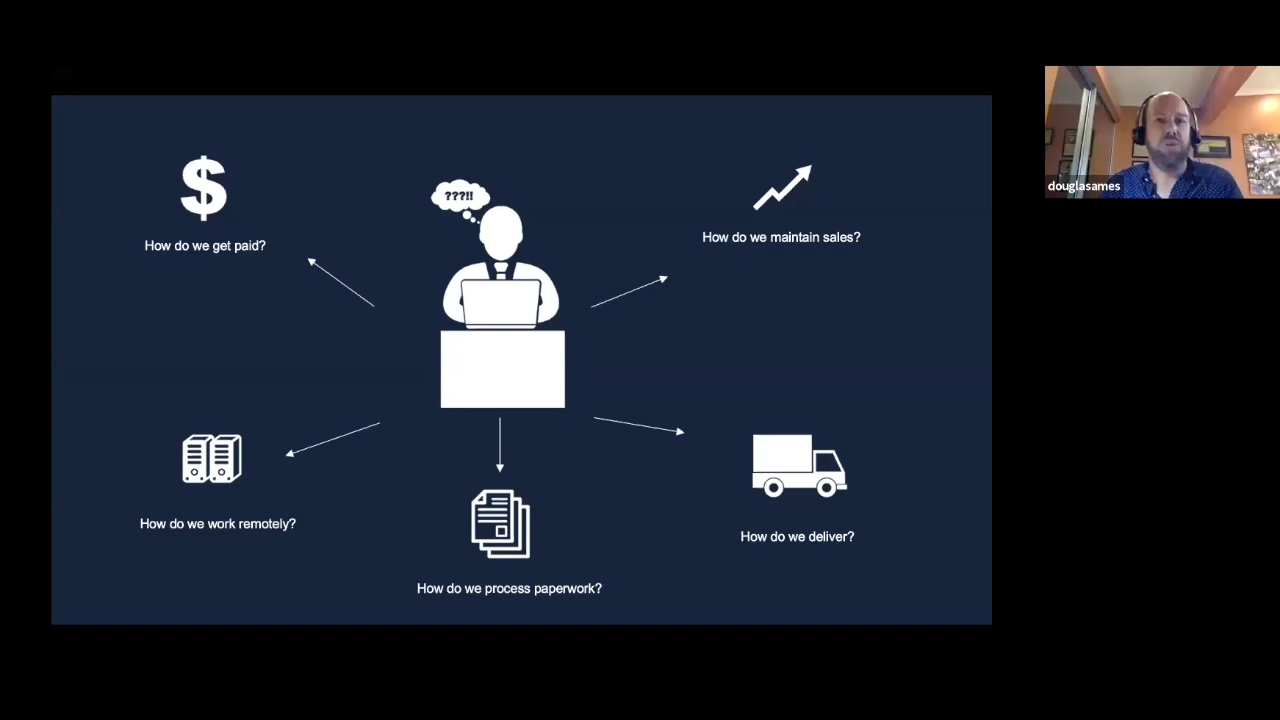 ???!!
How do we get paid?
How do we maintain sales?
How do we work remotely?
How do we process paperwork?
How do we deliver?
douglasames